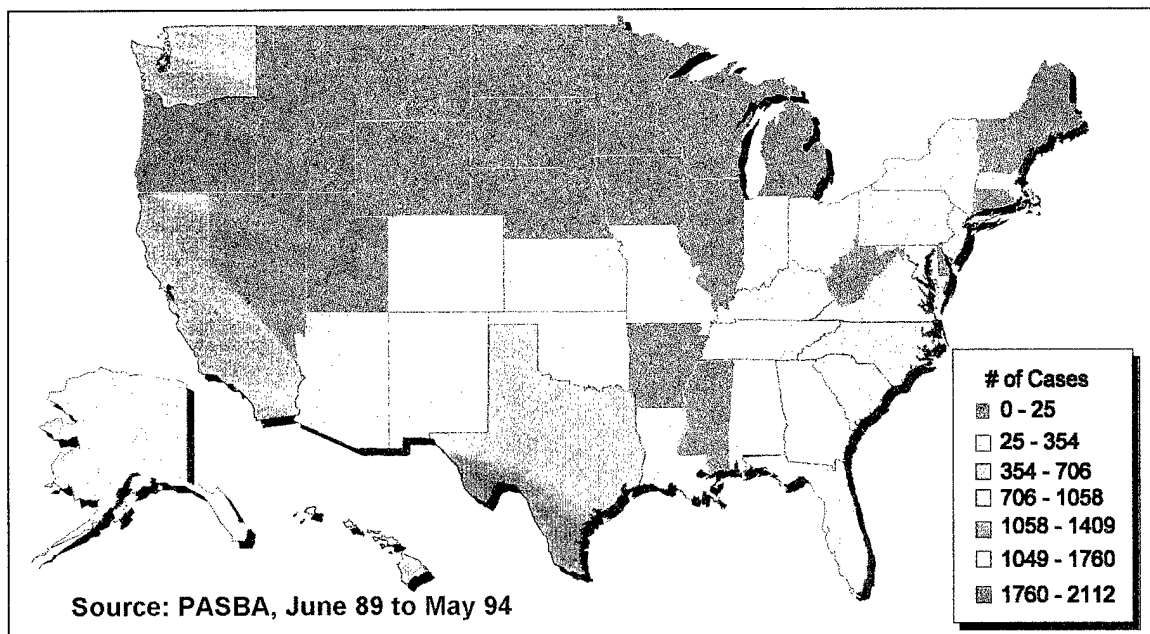 # of Cases
0 - 25
25 - 354
354 - 706
706 - 1058
1058 - 1409
1049 - 1760
1760 - 2112
Source: PASBA, June 89 to May 94